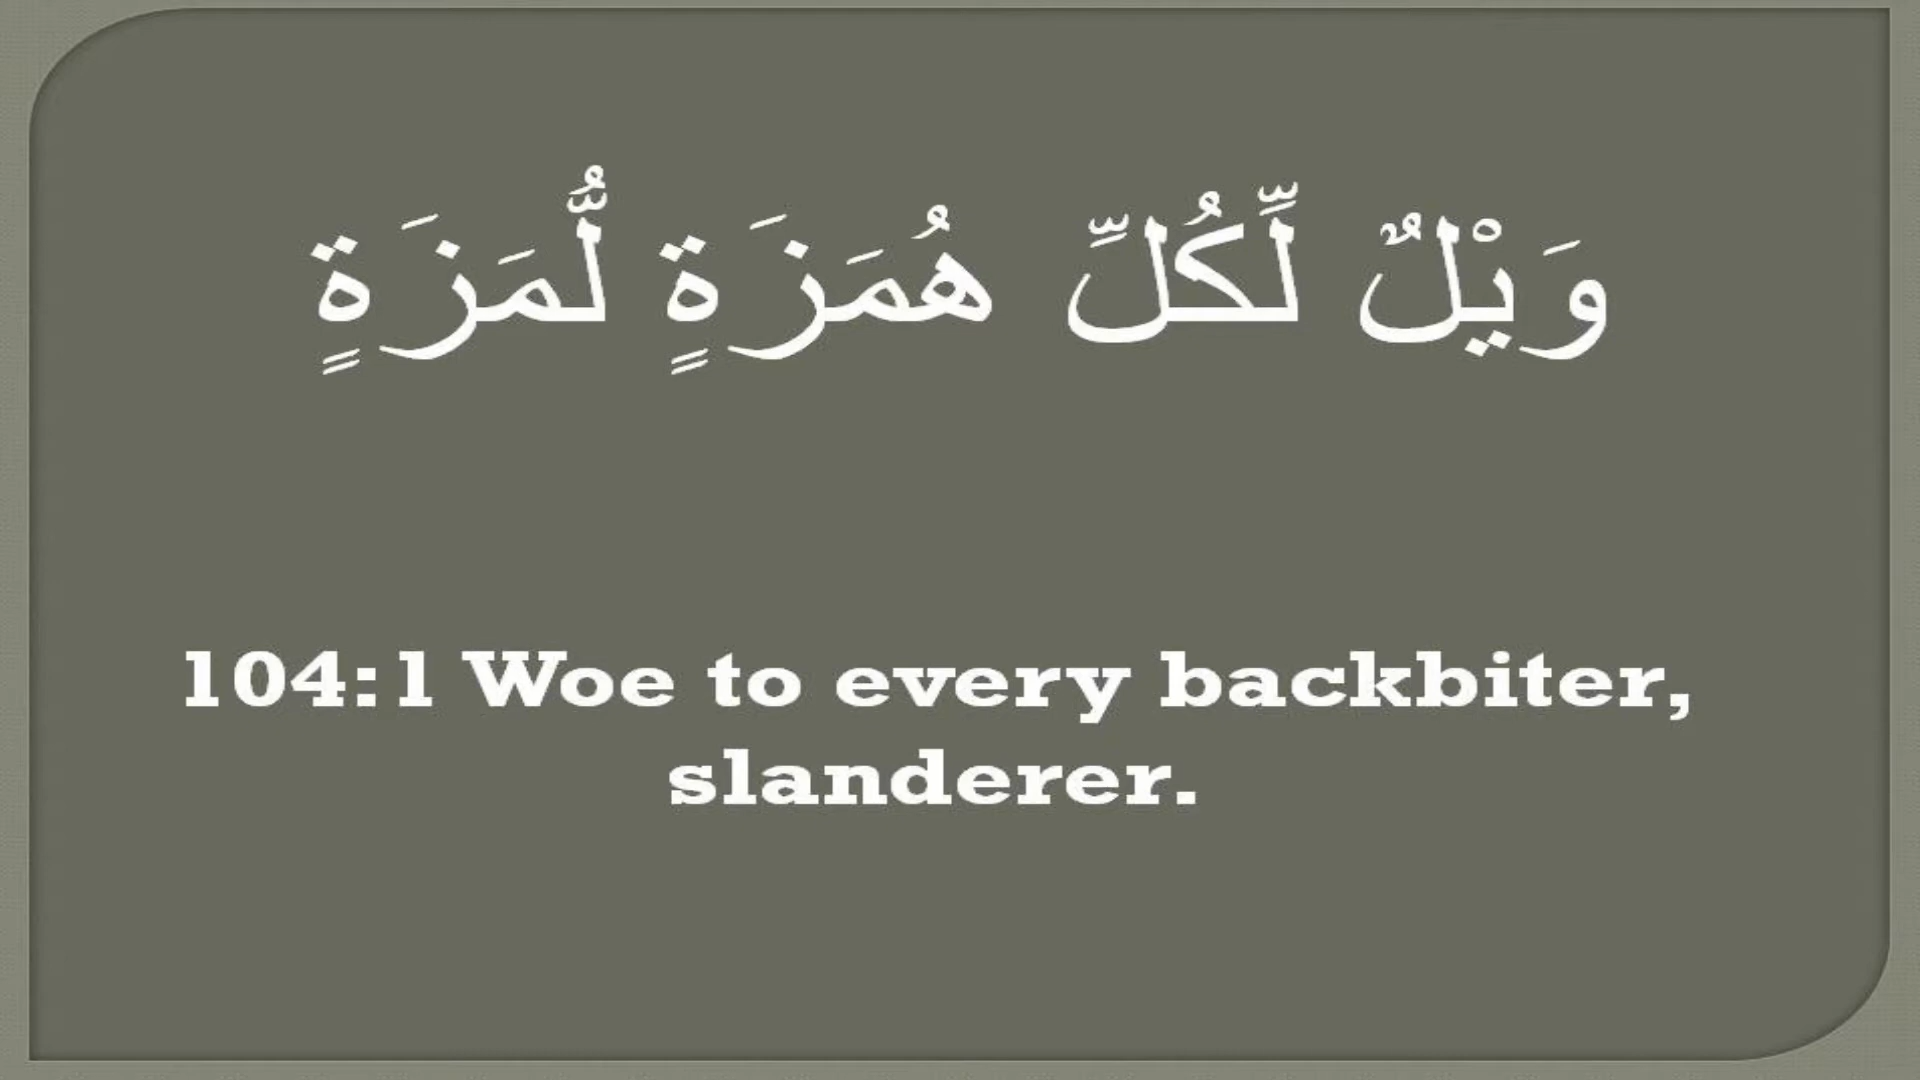 وَيْلٌ لِّكُلِّ هُمَزَةٍ لُّمَزَةٍ
104:1 Woe to every backbiter,
slanderer.